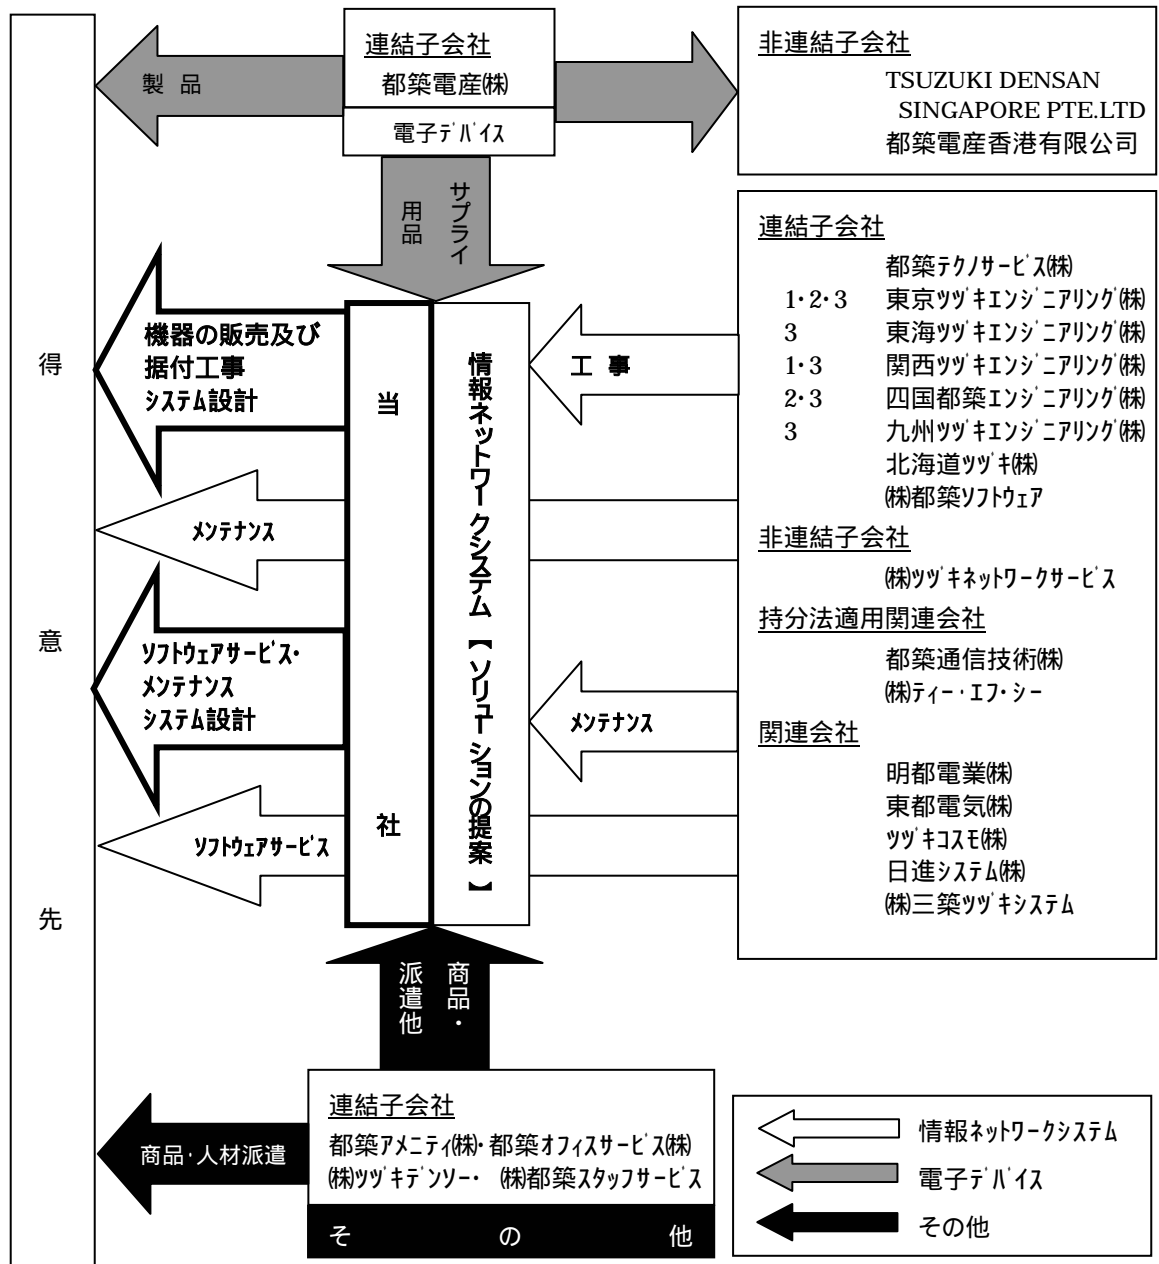 連結子会社
都築電産㈱
電子ﾃﾞﾊﾞｲｽ
製 品
非連結子会社
TSUZUKI DENSAN
SINGAPORE PTE.LTD
都築電産香港有限公司
サプライ
用品
得意先
機器の販売及び
据付工事
ｼｽﾃﾑ設計
ﾒﾝﾃﾅﾝｽ
ｿﾌﾄｳｪｱｻｰﾋﾞｽ・
ﾒﾝﾃﾅﾝｽ
ｼｽﾃﾑ設計
ｿﾌﾄｳｪｱｻｰﾋﾞｽ
当社
情報ネットワークシステム【ソリューションの提案】
工 事
ﾒﾝﾃﾅﾝｽ
連結子会社
都築ﾃｸﾉｻｰﾋﾞｽ㈱
1・2・3 東京ﾂﾂﾞｷｴﾝｼﾞﾆｱﾘﾝｸﾞ㈱
3 東海ﾂﾂﾞｷｴﾝｼﾞﾆｱﾘﾝｸﾞ㈱
1・3 関西ﾂﾂﾞｷｴﾝｼﾞﾆｱﾘﾝｸﾞ㈱
2・3 四国都築ｴﾝｼﾞﾆｱﾘﾝｸﾞ㈱
3 九州ﾂﾂﾞｷｴﾝｼﾞﾆｱﾘﾝｸﾞ㈱
北海道ﾂﾂﾞｷ㈱
㈱都築ｿﾌﾄｳｪｱ
非連結子会社
㈱ﾂﾂﾞｷﾈｯﾄﾜｰｸｻｰﾋﾞｽ
持分法適用関連会社
都築通信技術㈱
㈱ﾃｨｰ・ｴﾌ・ｼｰ
関連会社
明都電業㈱
東都電気㈱
ﾂﾂﾞｷｺｽﾓ㈱
日進ｼｽﾃﾑ㈱
㈱三築ﾂﾂﾞｷｼｽﾃﾑ
商品・
派遣他
商品・人材派遣
連結子会社
都築ｱﾒﾆﾃｨ㈱・都築ｵﾌｨｽｻｰﾋﾞｽ㈱
㈱ﾂﾂﾞｷﾃﾞﾝｿｰ・ ㈱都築ｽﾀｯﾌｻｰﾋﾞｽ
そ の 他
情報ﾈｯﾄﾜｰｸｼｽﾃﾑ
電子ﾃﾞﾊﾞｲｽ
その他